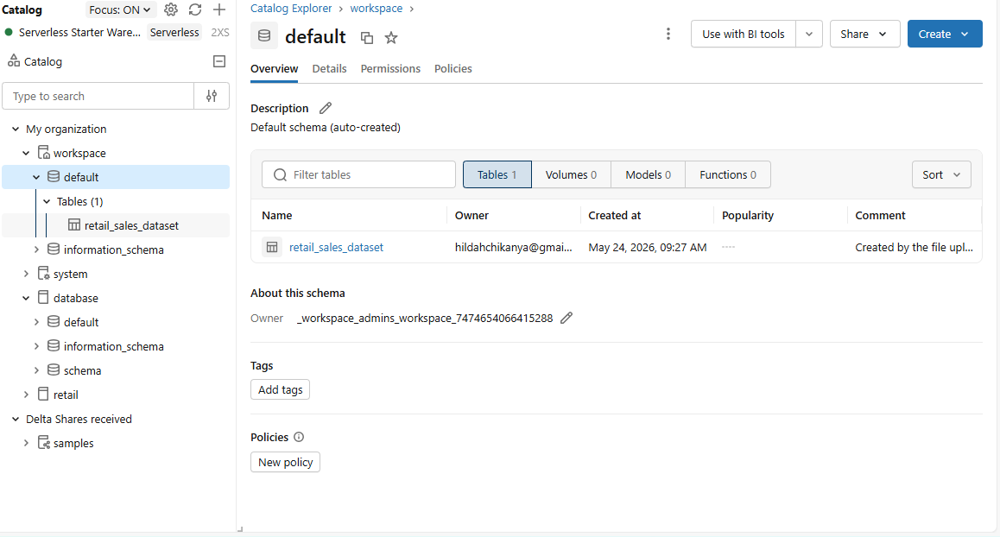 Catalog
Focus: ON
Serverless Starter Ware... Serverless 2XS
Catalog
Type to search
My organization
workspace
default
Tables (1)
retail_sales_dataset
information_schema
system
database
default
information_schema
schema
retail
Delta Shares received
samples
Catalog Explorer > workspace >
default
Use with BI tools
Share
Create
Overview Details Permissions Policies
Description
Default schema (auto-created)
Filter tables
Tables 1 Volumes 0 Models 0 Functions 0
Sort
Name Owner Created at Popularity Comment
retail_sales_dataset hildahchikanya@gmai... May 24, 2026, 09:27 AM ---- Created by the file upl...
About this schema
Owner _workspace_admins_workspace_7474654066415288
Tags
Add tags
Policies
New policy